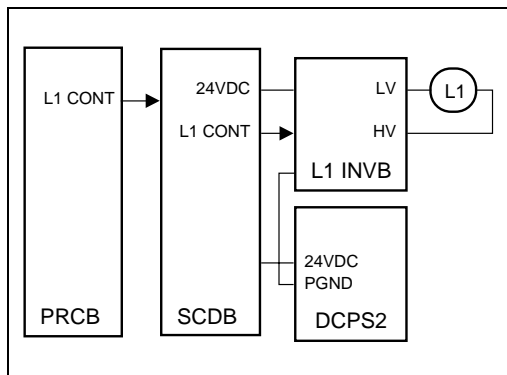 L1 CONT
PRCB
24VDC
L1 CONT
SCDB
LV
HV
L1 INVB
L1
24VDC
PGND
DCPS2